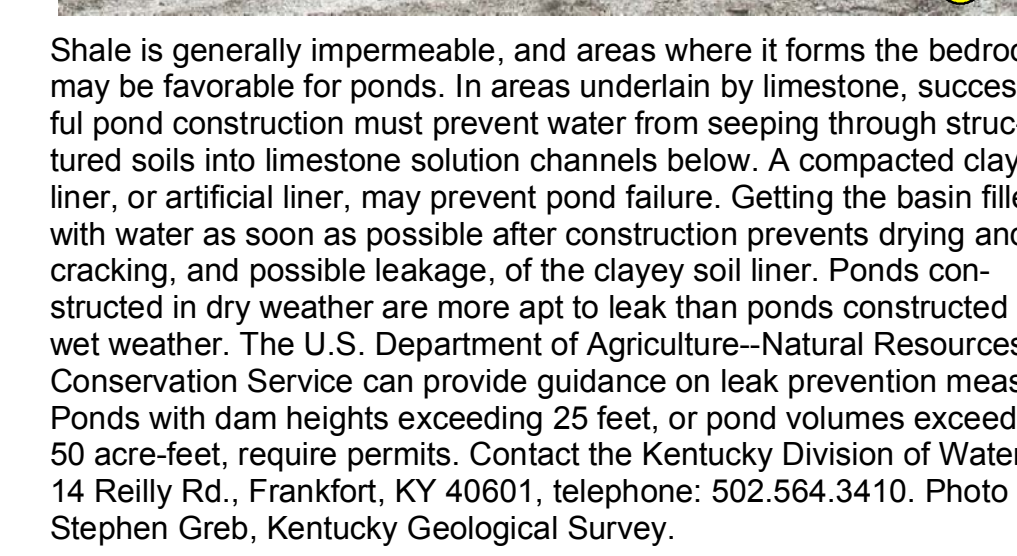 Shale is generally impermeable, and areas where it forms the bedroc
may be favorable for ponds. In areas underlain by limestone, succes
ful pond construction must prevent water from seeping through struc-
tured soils into limestone solution channels below. A compacted clay
liner, or artificial liner, may prevent pond failure. Getting the basin fille
with water as soon as possible after construction prevents drying and
cracking, and possible leakage, of the clayey soil liner. Ponds con-
structed in dry weather are more apt to leak than ponds constructed
wet weather. The U.S. Department of Agriculture--Natural Resources
Conservation Service can provide guidance on leak prevention meas
Ponds with dam heights exceeding 25 feet, or pond volumes exceed
50 acre-feet, require permits. Contact the Kentucky Division of Water
14 Reilly Rd., Frankfort, KY 40601, telephone: 502.564.3410. Photo
Stephen Greb, Kentucky Geological Survey.